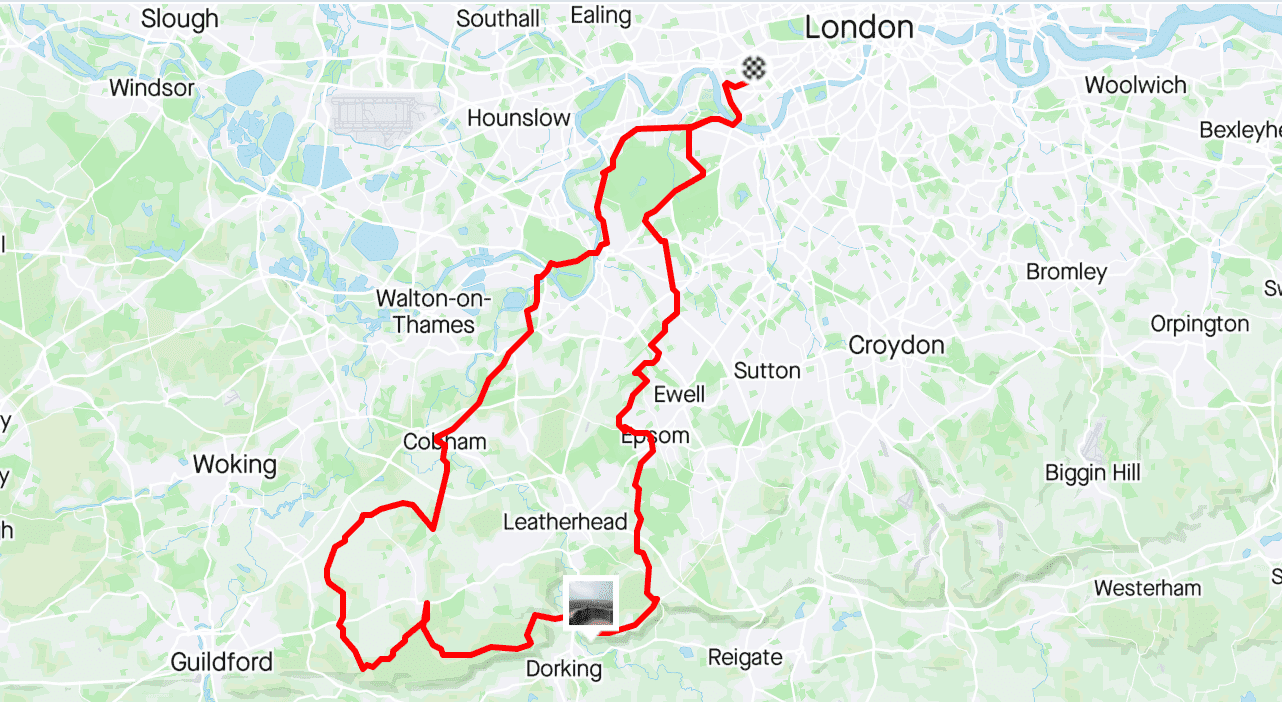 Slough
Southall
Ealing
London
Windsor
Woolwich
Hounslow
Bexleyhe
Bromley
Walton-on-
Thames
Orpington
Croydon
Sutton
Ewell
Epsom
Cobham
Woking
Biggin Hill
Leatherhead
Westerham
Guildford
Dorking
Reigate